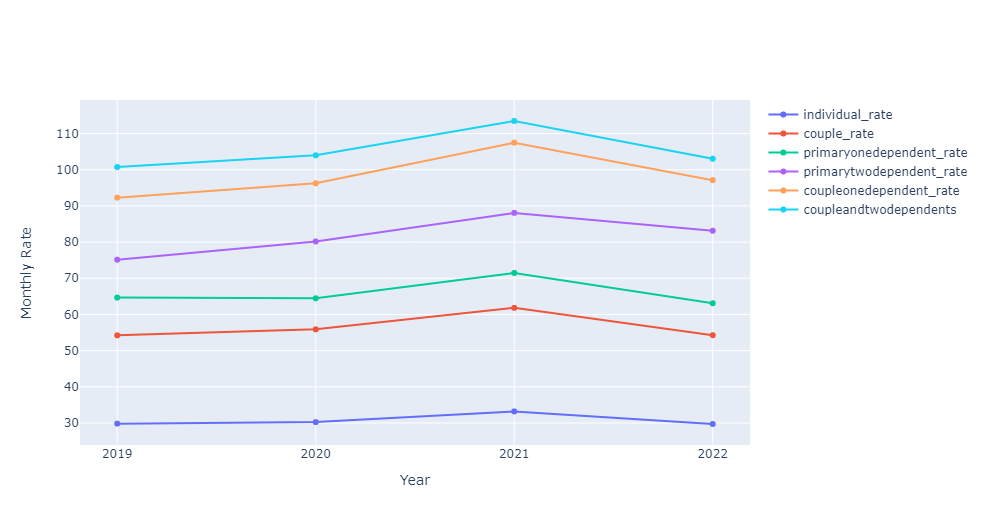 110
100
90
80
70
60
50
40
30
Monthly Rate
2019
2020
2021
2022
Year
individual_rate
couple_rate
primaryonedependent_rate
primarytwodependent_rate
coupleonedependent_rate
coupleandtwodependents